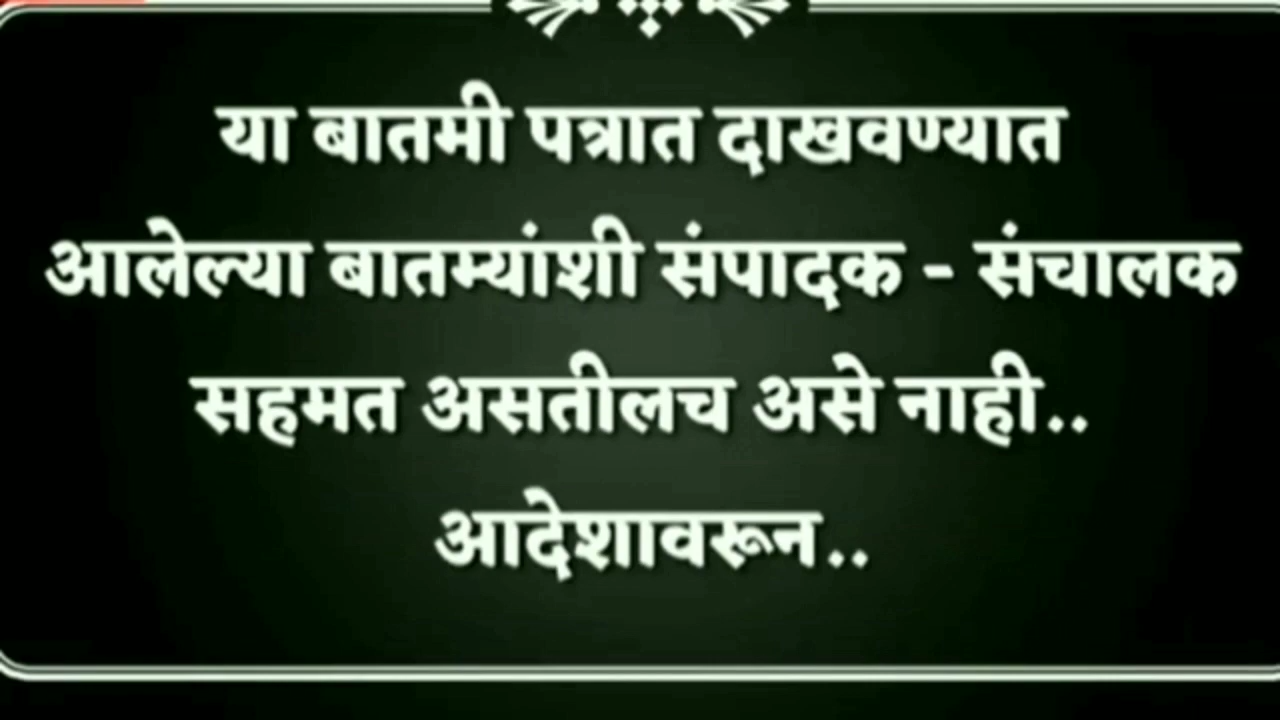 या बातमी पत्रात दाखवण्यात
आलेल्या बातम्यांशी संपादक - संचालक
सहमत असतीलच असे नाही..
आदेशावरून..